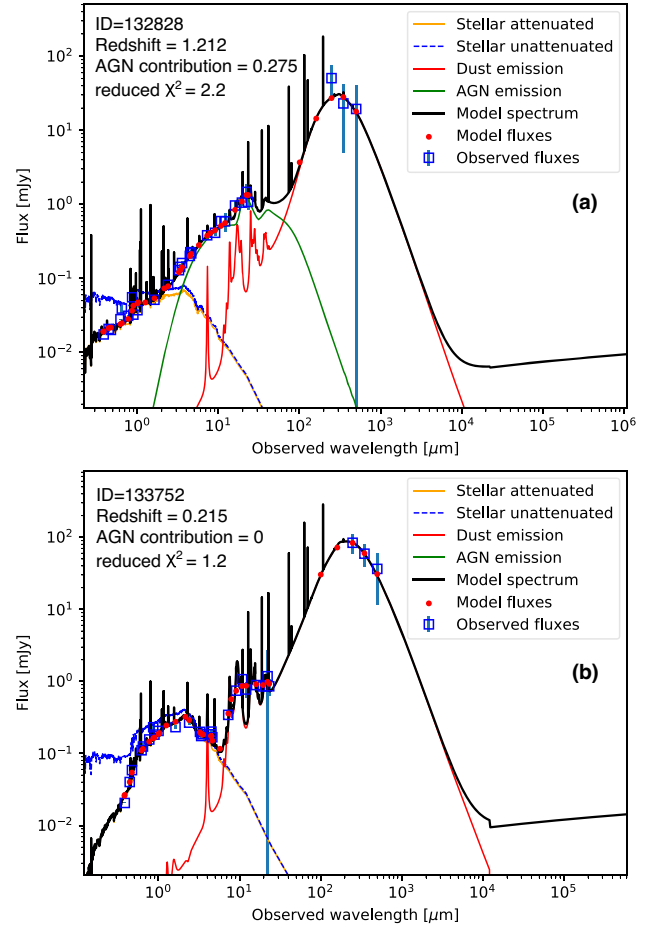 ID=132828
Redshift = 1.212
AGN contribution = 0.275
reduced χ² = 2.2
Stellar attenuated
Stellar unattenuated
Dust emission
AGN emission
Model spectrum
Model fluxes
Observed fluxes
(a)
Flux [mJy]
10²
10¹
10⁰
10⁻¹
10⁻²
10⁰ 10¹ 10² 10³ 10⁴ 10⁵ 10⁶
Observed wavelength [μm]
ID=133752
Redshift = 0.215
AGN contribution = 0
reduced χ² = 1.2
Stellar attenuated
Stellar unattenuated
Dust emission
AGN emission
Model spectrum
Model fluxes
Observed fluxes
(b)
Flux [mJy]
10²
10¹
10⁰
10⁻¹
10⁻²
10⁰ 10¹ 10² 10³ 10⁴ 10⁵
Observed wavelength [μm]